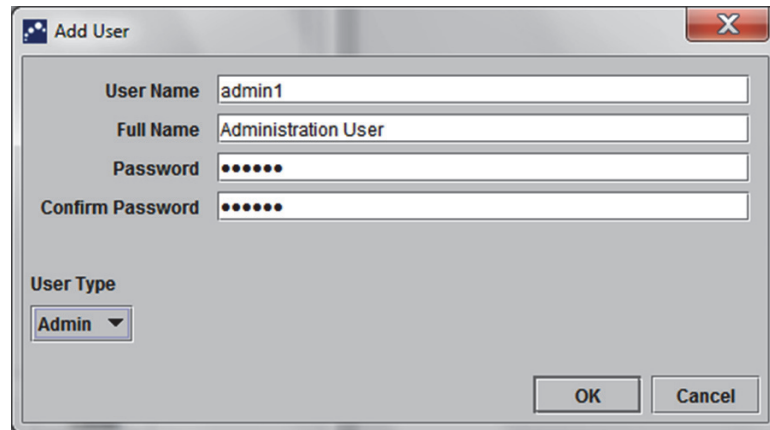 Add User
User Name admin1
Full Name Administration User
Password ••••••
Confirm Password ••••••
User Type
Admin
OK Cancel